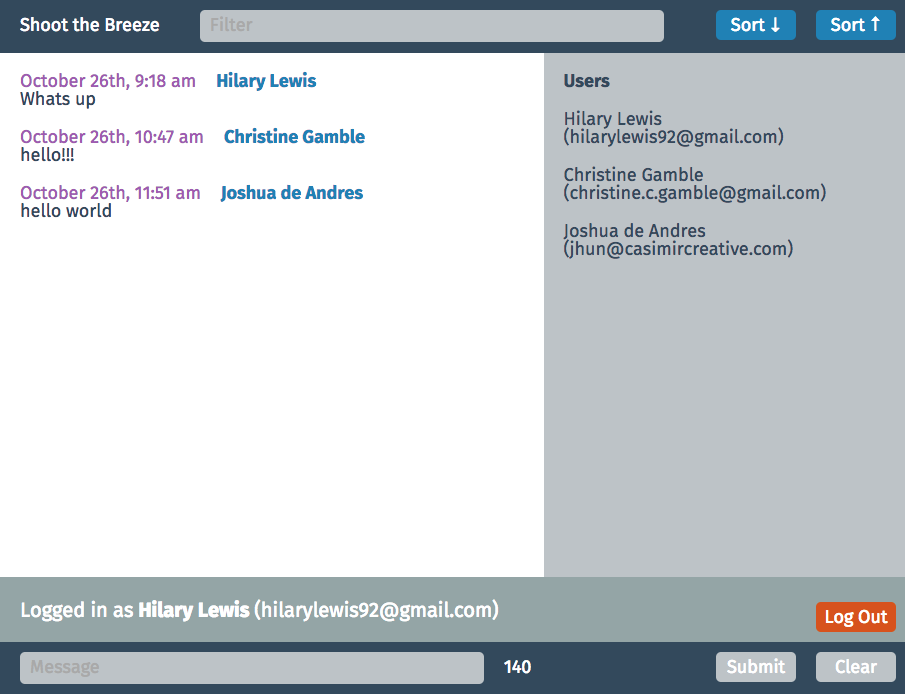 Shoot the Breeze
Filter
Sort ↓
Sort ↑
October 26th, 9:18 am Hilary Lewis
Whats up
October 26th, 10:47 am Christine Gamble
hello!!!
October 26th, 11:51 am Joshua de Andres
hello world
Users
Hilary Lewis
(hilarylewis92@gmail.com)
Christine Gamble
(christine.c.gamble@gmail.com)
Joshua de Andres
(jhun@casimircreative.com)
Logged in as Hilary Lewis (hilarylewis92@gmail.com)
Log Out
Message
140
Submit
Clear